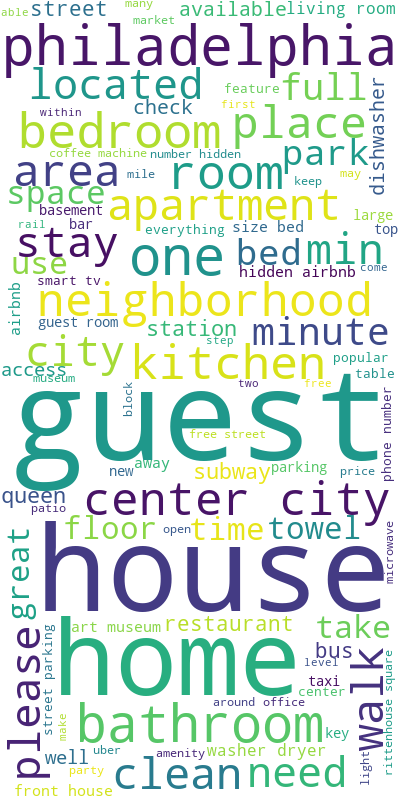 able
street
many
available
living room
market
philadelphia
located
feature
full
dishwasher
within
check
first
bedroom
place
coffee machine
number hidden
park
area
room
mile
keep
may
space
basement
apartment
large
rail
bar
everything
size bed
top
stay
one
bed
min
use
smart tv
hidden airbnb
come
airbnb
neighborhood
guest room
station
minute
step
city
kitchen
popular
access
museum
two
free
table
guest
block
free street
phone number
new
away
subway
parking
price
queen
patio
center city
floor
open
time
towel
microwave
great
house
art museum
restaurant
take
please
street parking
home
level
bus
walk
taxi
center
rittenhouse square
around office
bathroom
key
make
well
uber
amenity
washer dryer
light
party
front house
clean
need